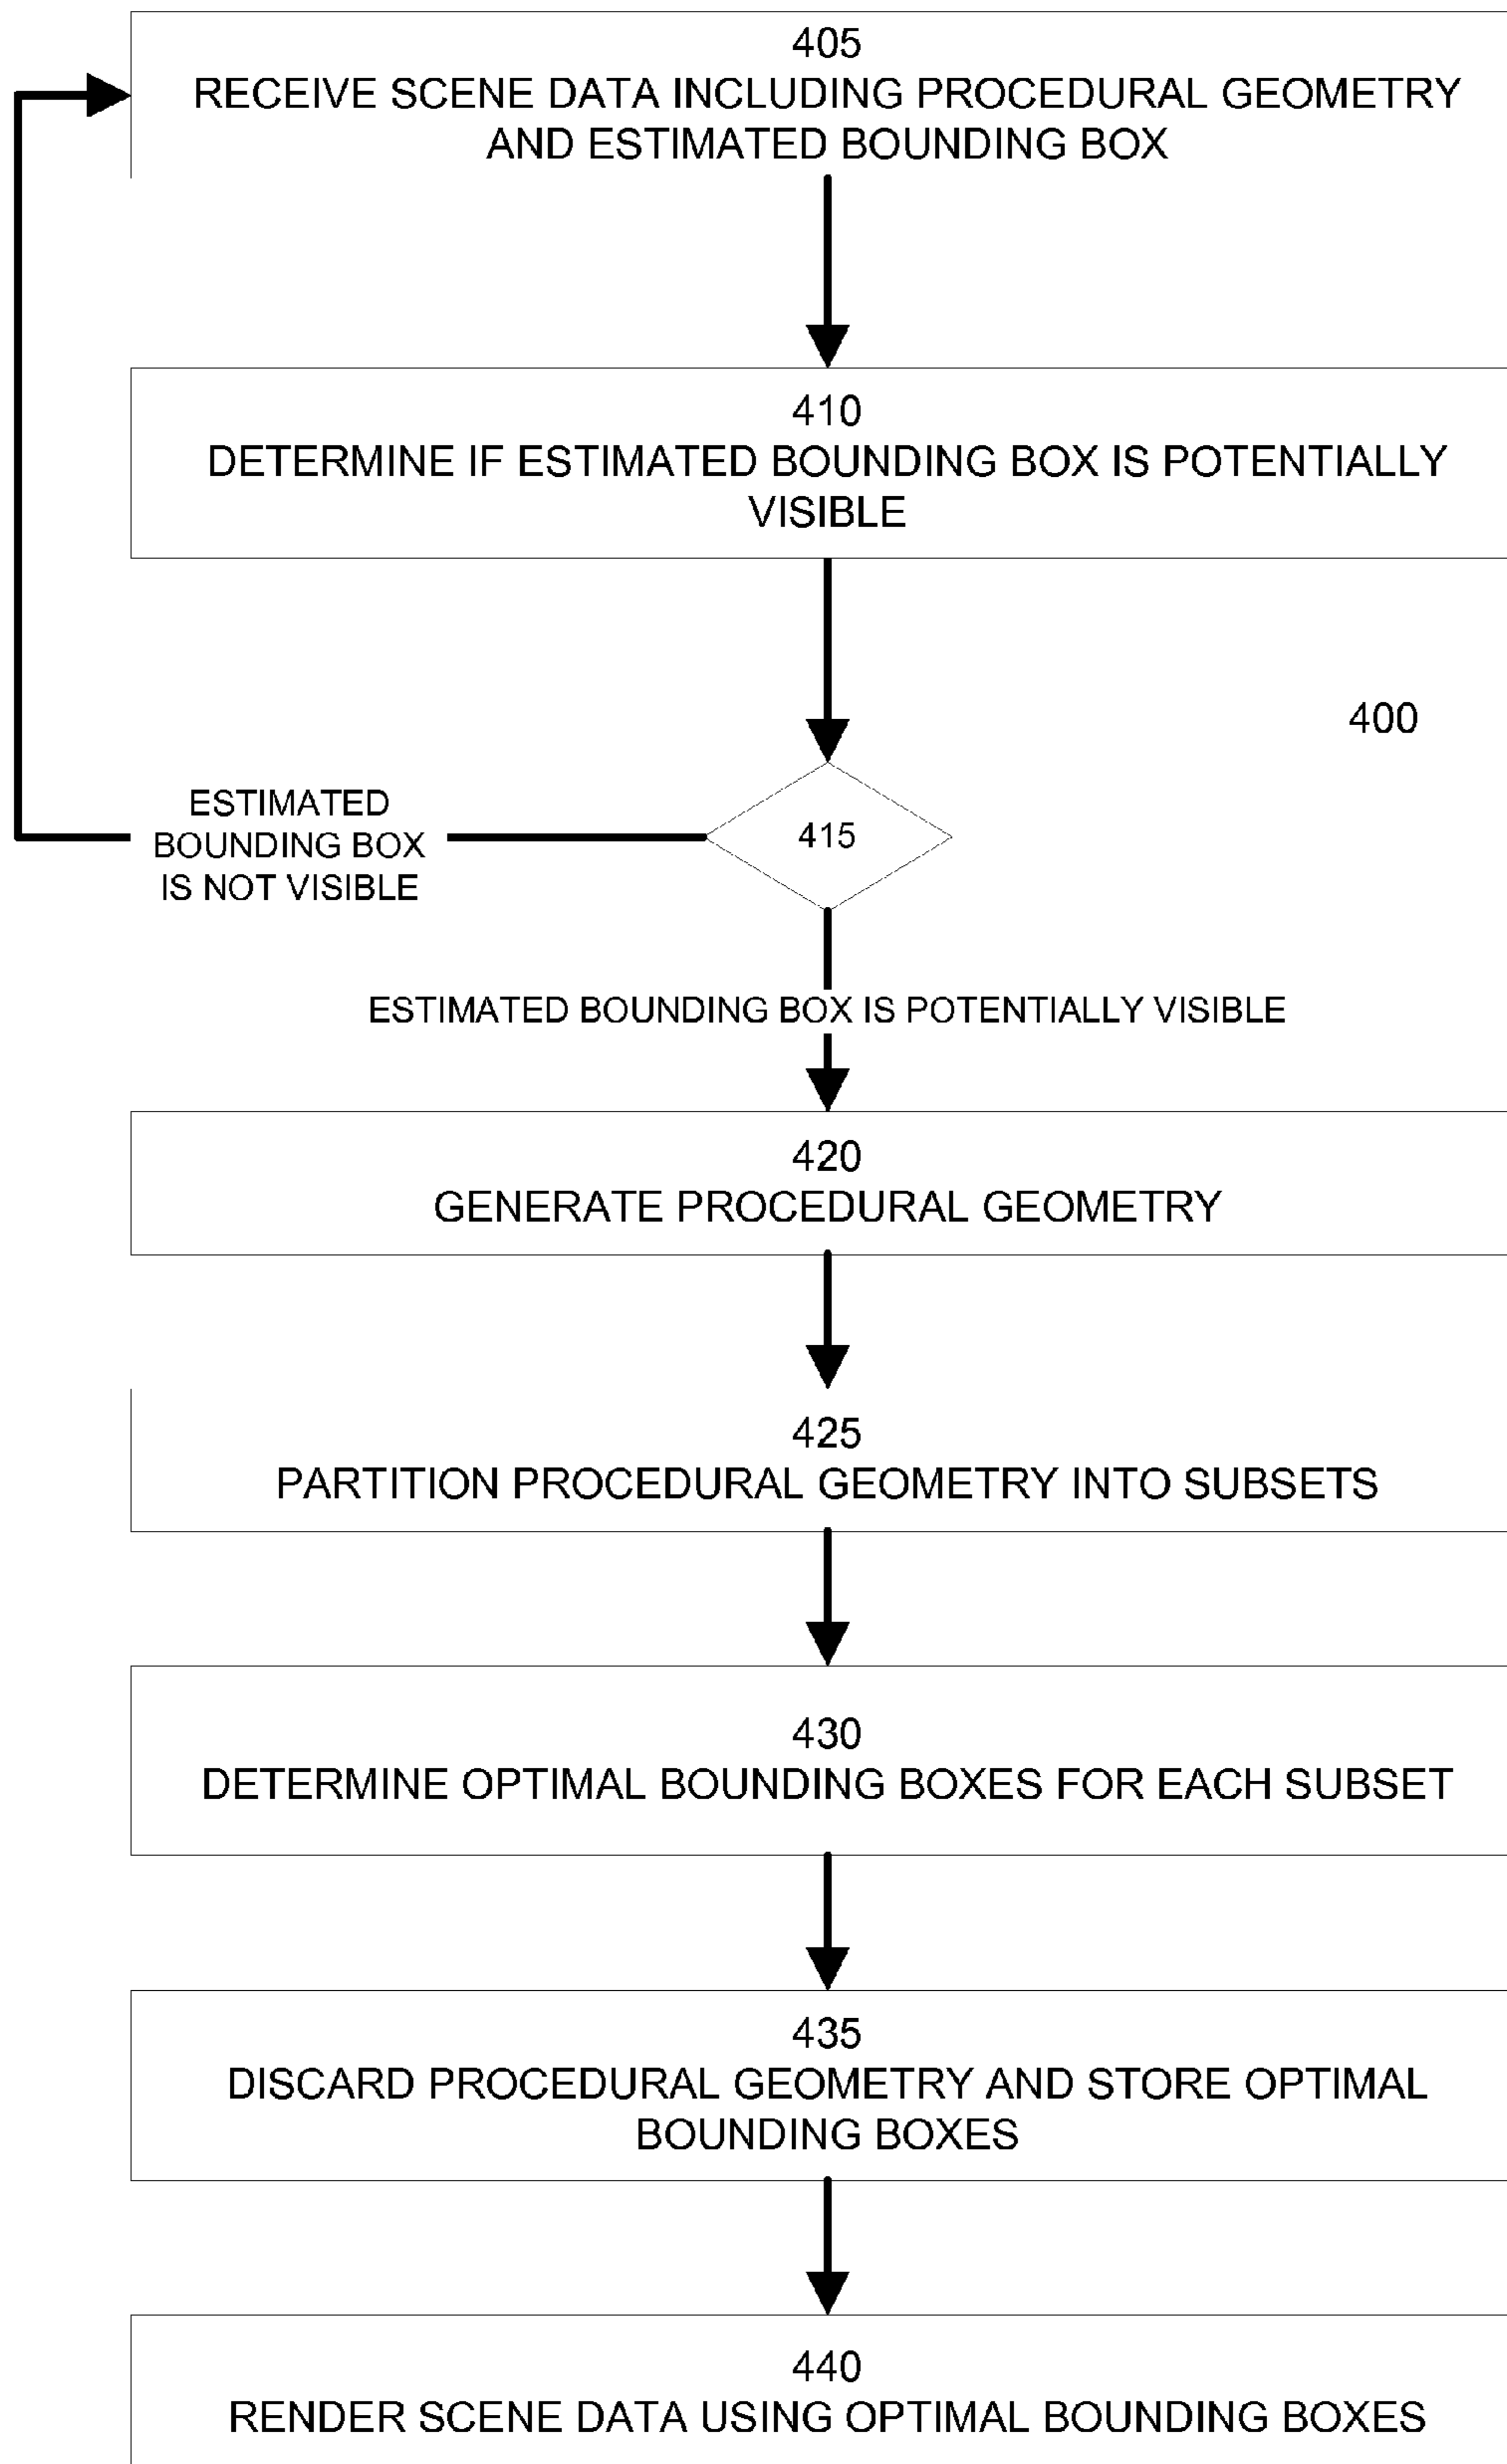 405
RECEIVE SCENE DATA INCLUDING PROCEDURAL GEOMETRY
AND ESTIMATED BOUNDING BOX
410
DETERMINE IF ESTIMATED BOUNDING BOX IS POTENTIALLY
VISIBLE
400
ESTIMATED
BOUNDING BOX
IS NOT VISIBLE
415
ESTIMATED BOUNDING BOX IS POTENTIALLY VISIBLE
420
GENERATE PROCEDURAL GEOMETRY
425
PARTITION PROCEDURAL GEOMETRY INTO SUBSETS
430
DETERMINE OPTIMAL BOUNDING BOXES FOR EACH SUBSET
435
DISCARD PROCEDURAL GEOMETRY AND STORE OPTIMAL
BOUNDING BOXES
440
RENDER SCENE DATA USING OPTIMAL BOUNDING BOXES